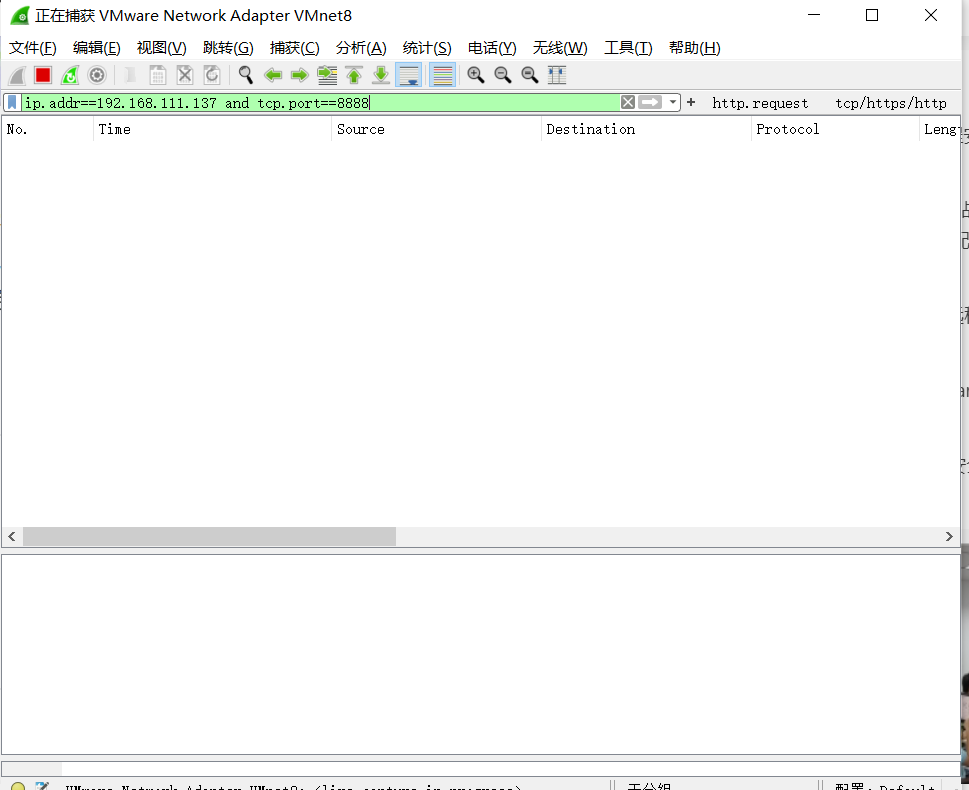 正在捕获 VMware Network Adapter VMnet8
文件(F) 编辑(E) 视图(V) 跳转(G) 捕获(C) 分析(A) 统计(S) 电话(Y) 无线(W) 工具(T) 帮助(H)
ip.addr==192.168.111.137 and tcp.port==8888 + http.request tcp/https/http
No. Time Source Destination Protocol Leng
VMware Network Adapter VMnet8: <live capture in progress> 无分组 配置: Default